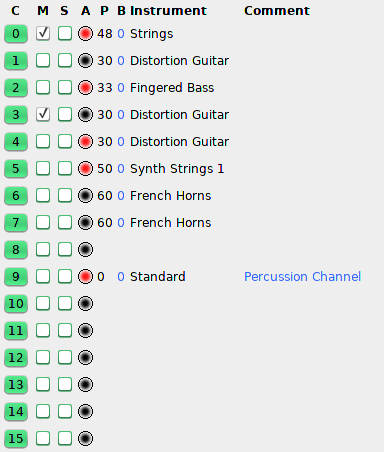 C M S A P B Instrument Comment
0 48 0 Strings
1 30 0 Distortion Guitar
2 33 0 Fingered Bass
3 30 0 Distortion Guitar
4 30 0 Distortion Guitar
5 50 0 Synth Strings 1
6 60 0 French Horns
7 60 0 French Horns
8
9 0 0 Standard Percussion Channel
10
11
12
13
14
15